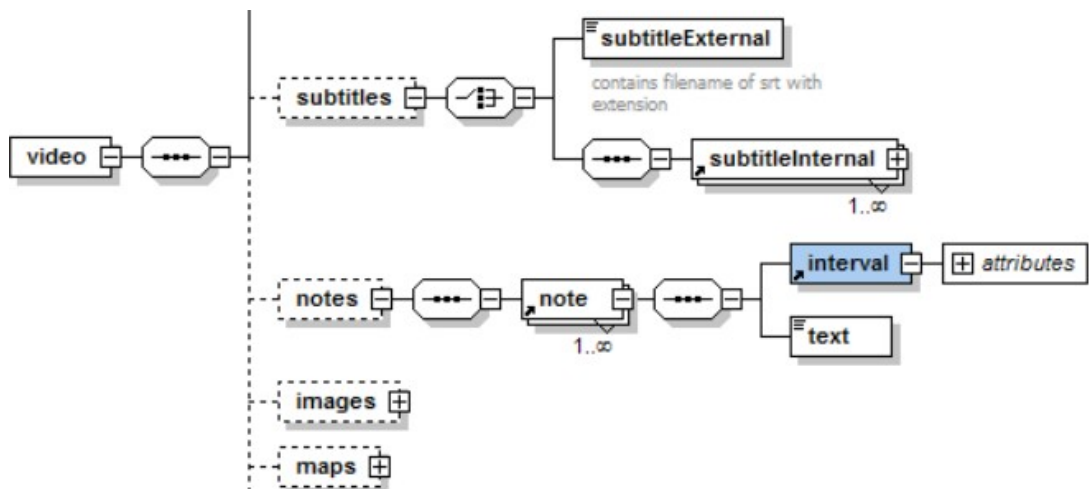 subtitleExternal
contains filename of srt with
extension
subtitles
video
subtitleInternal
1..∞
interval
attributes
notes
note
1..∞
text
images
maps